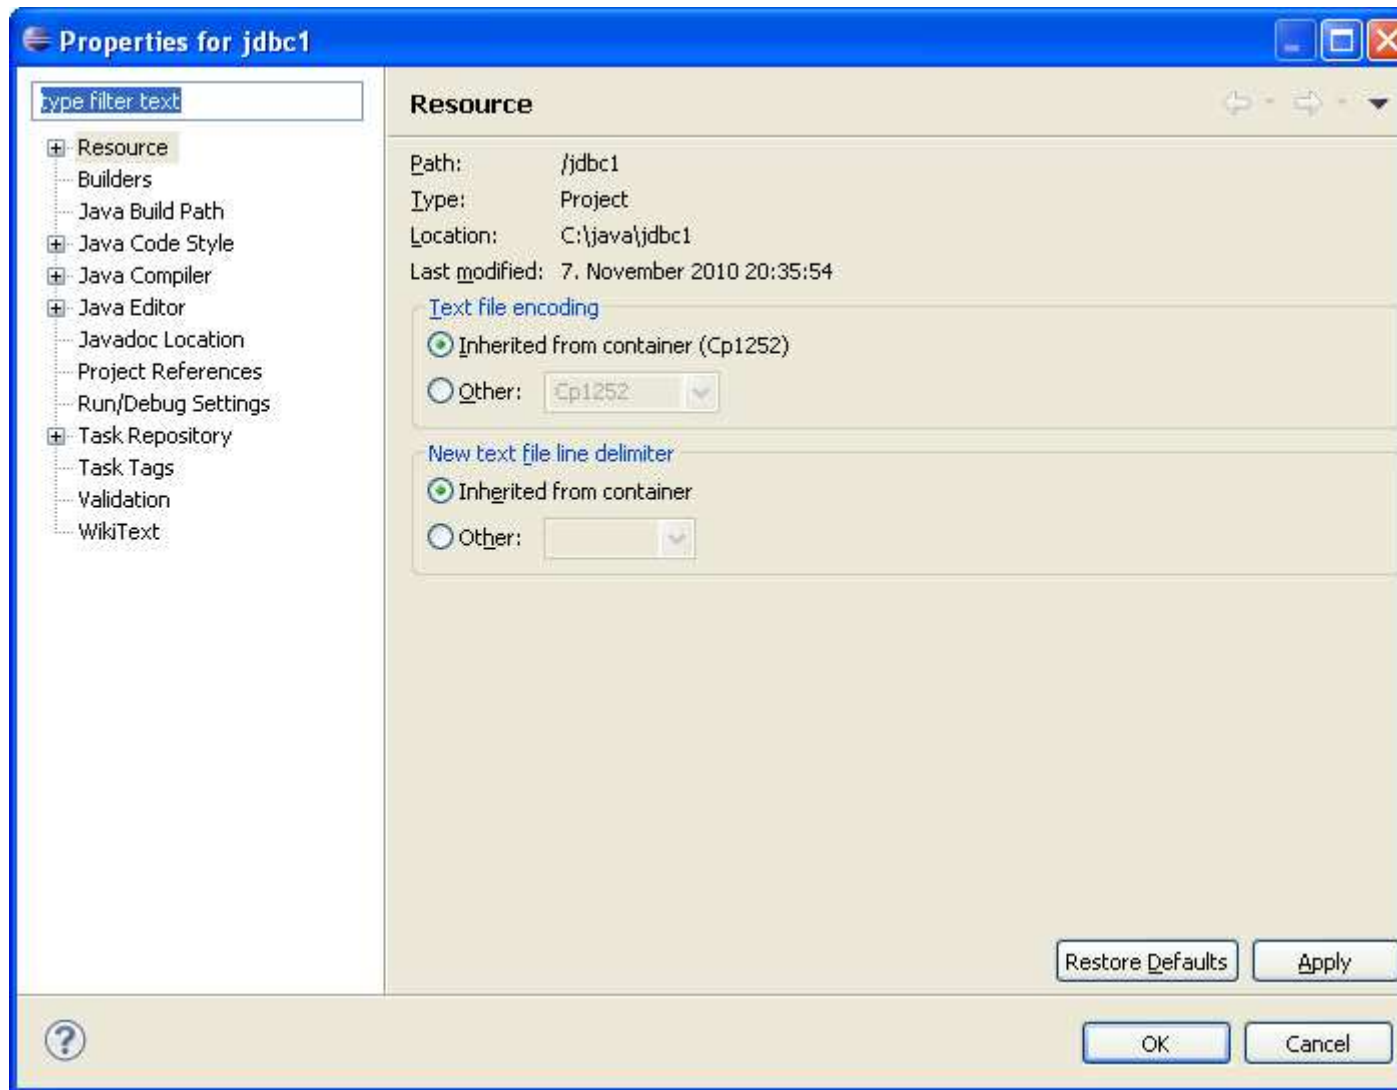 Properties for jdbc1
type filter text
Resource
Builders
Java Build Path
Java Code Style
Java Compiler
Java Editor
Javadoc Location
Project References
Run/Debug Settings
Task Repository
Task Tags
Validation
WikiText
Resource
Path: /jdbc1
Type: Project
Location: C:\java\jdbc1
Last modified: 7. November 2010 20:35:54
Text file encoding
Inherited from container (Cp1252)
Other: Cp1252
New text file line delimiter
Inherited from container
Other:
Restore Defaults Apply
OK Cancel